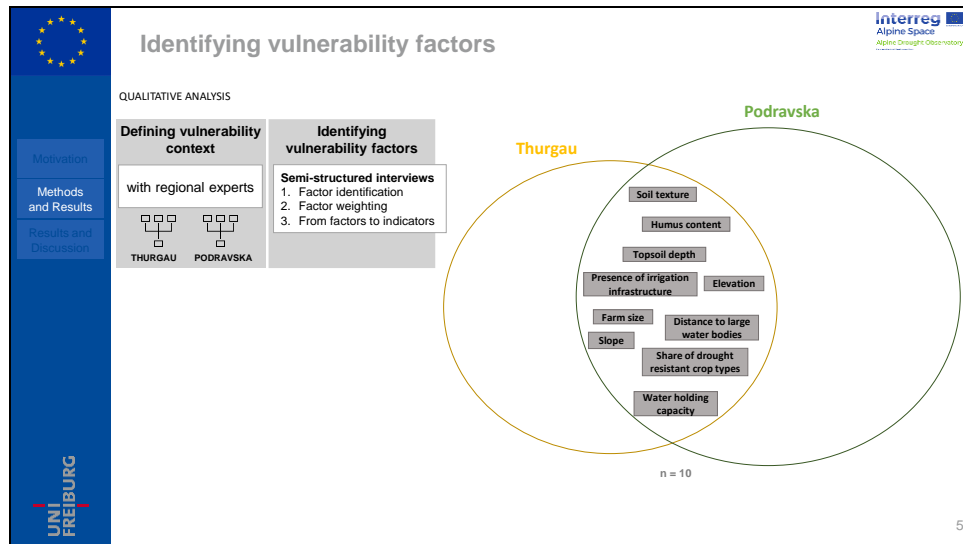 Identifying vulnerability factors
Interreg
Alpine Space
Alpine Drought Observatory
QUALITATIVE ANALYSIS
Motivation
Methods
and Results
Results and
Discussion
Defining vulnerability
context
with regional experts
THURGAU
PODRAVSKA
Identifying
vulnerability factors
Semi-structured interviews
1. Factor identification
2. Factor weighting
3. From factors to indicators
Thurgau
Podravska
Soil texture
Humus content
Topsoil depth
Presence of irrigation
infrastructure
Elevation
Farm size
Distance to large
water bodies
Slope
Share of drought
resistant crop types
Water holding
capacity
n = 10
UNI
FREIBURG
5